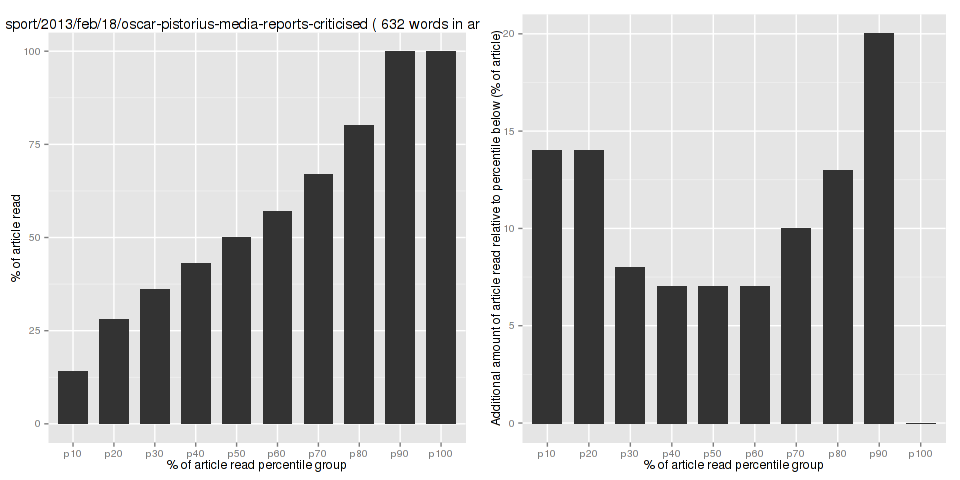 sport/2013/feb/18/oscar-pistorius-media-reports-criticised ( 632 words in ar
% of article read
100
75
50
25
0
p10 p20 p30 p40 p50 p60 p70 p80 p90 p100
% of article read percentile group
Additional amount of article read relative to percentile below (% of article)
20
15
10
5
0
p10 p20 p30 p40 p50 p60 p70 p80 p90 p100
% of article read percentile group